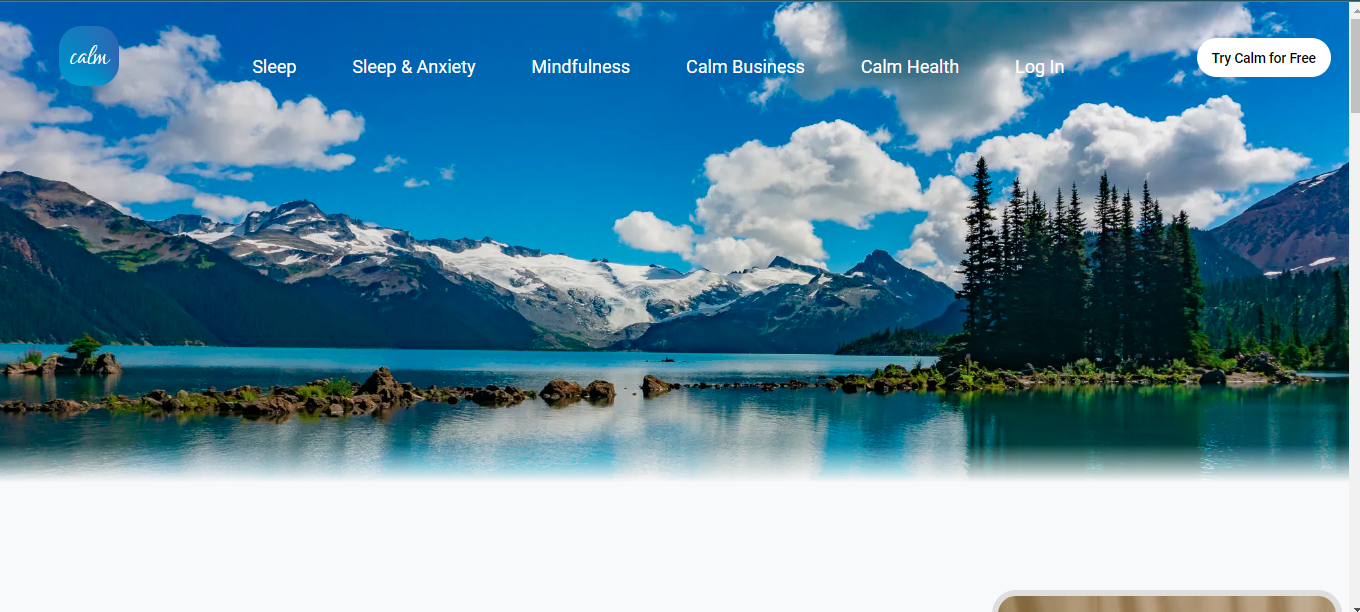 calm
Sleep
Sleep & Anxiety
Mindfulness
Calm Business
Calm Health
Log In
Try Calm for Free